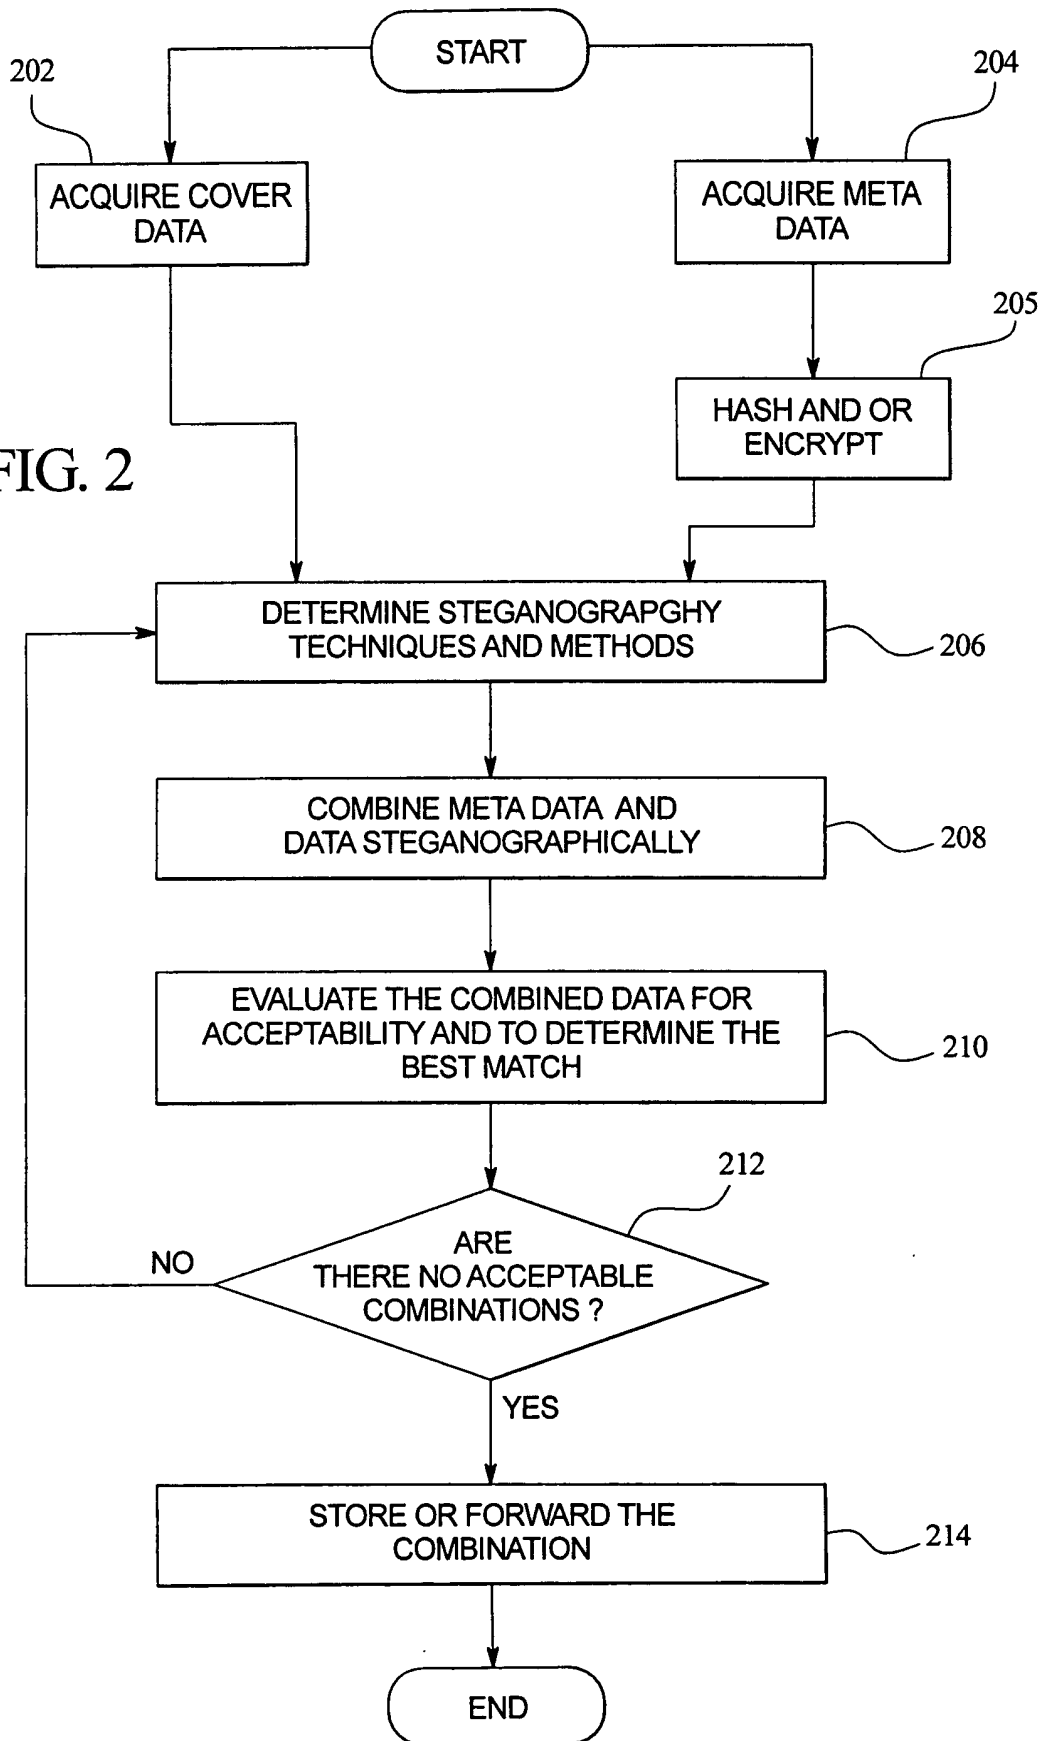 START
202
204
ACQUIRE COVER
DATA
ACQUIRE META
DATA
205
HASH AND OR
ENCRYPT
FIG. 2
DETERMINE STEGANOGRAPGHY
TECHNIQUES AND METHODS
206
COMBINE META DATA AND
DATA STEGANOGRAPHICALLY
208
EVALUATE THE COMBINED DATA FOR
ACCEPTABILITY AND TO DETERMINE THE
BEST MATCH
210
212
ARE
THERE NO ACCEPTABLE
COMBINATIONS ?
NO
YES
STORE OR FORWARD THE
COMBINATION
214
END